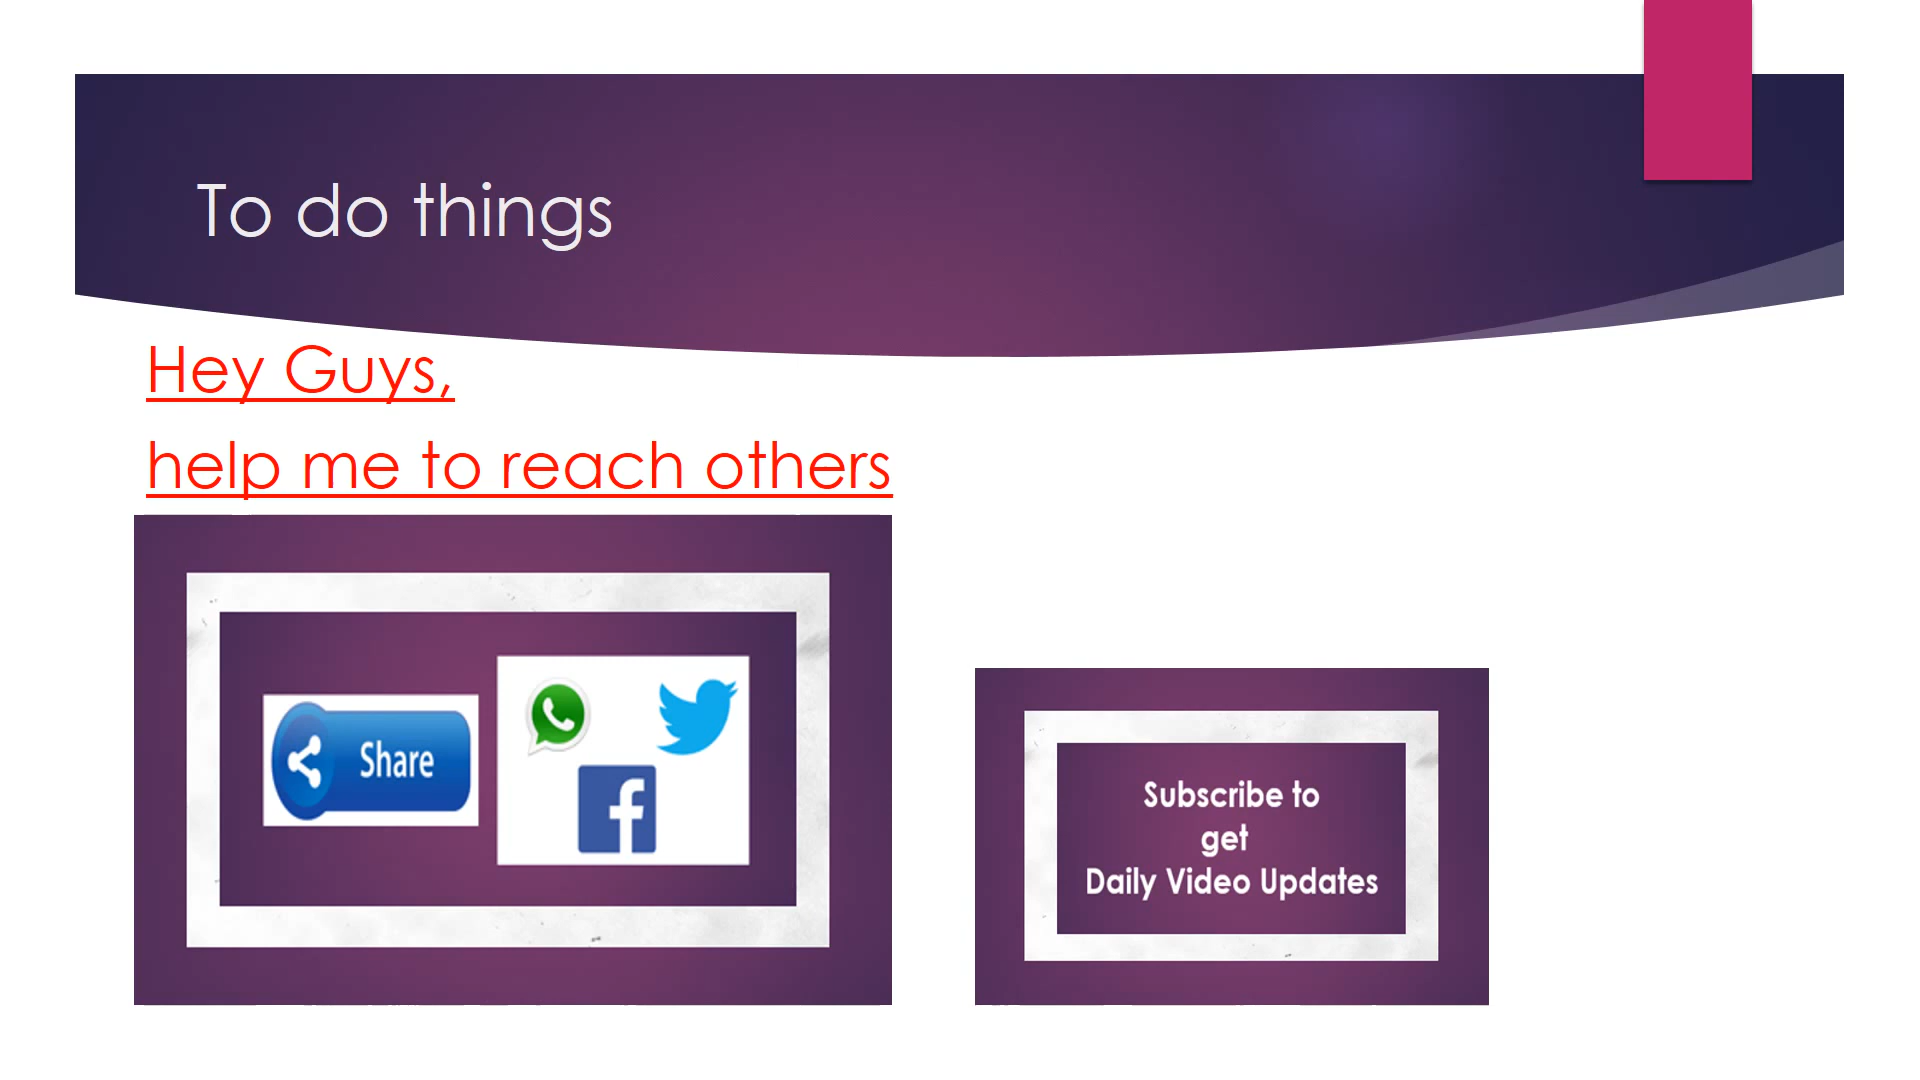 To do things
Hey Guys,
help me to reach others
Share
Subscribe to
get
Daily Video Updates